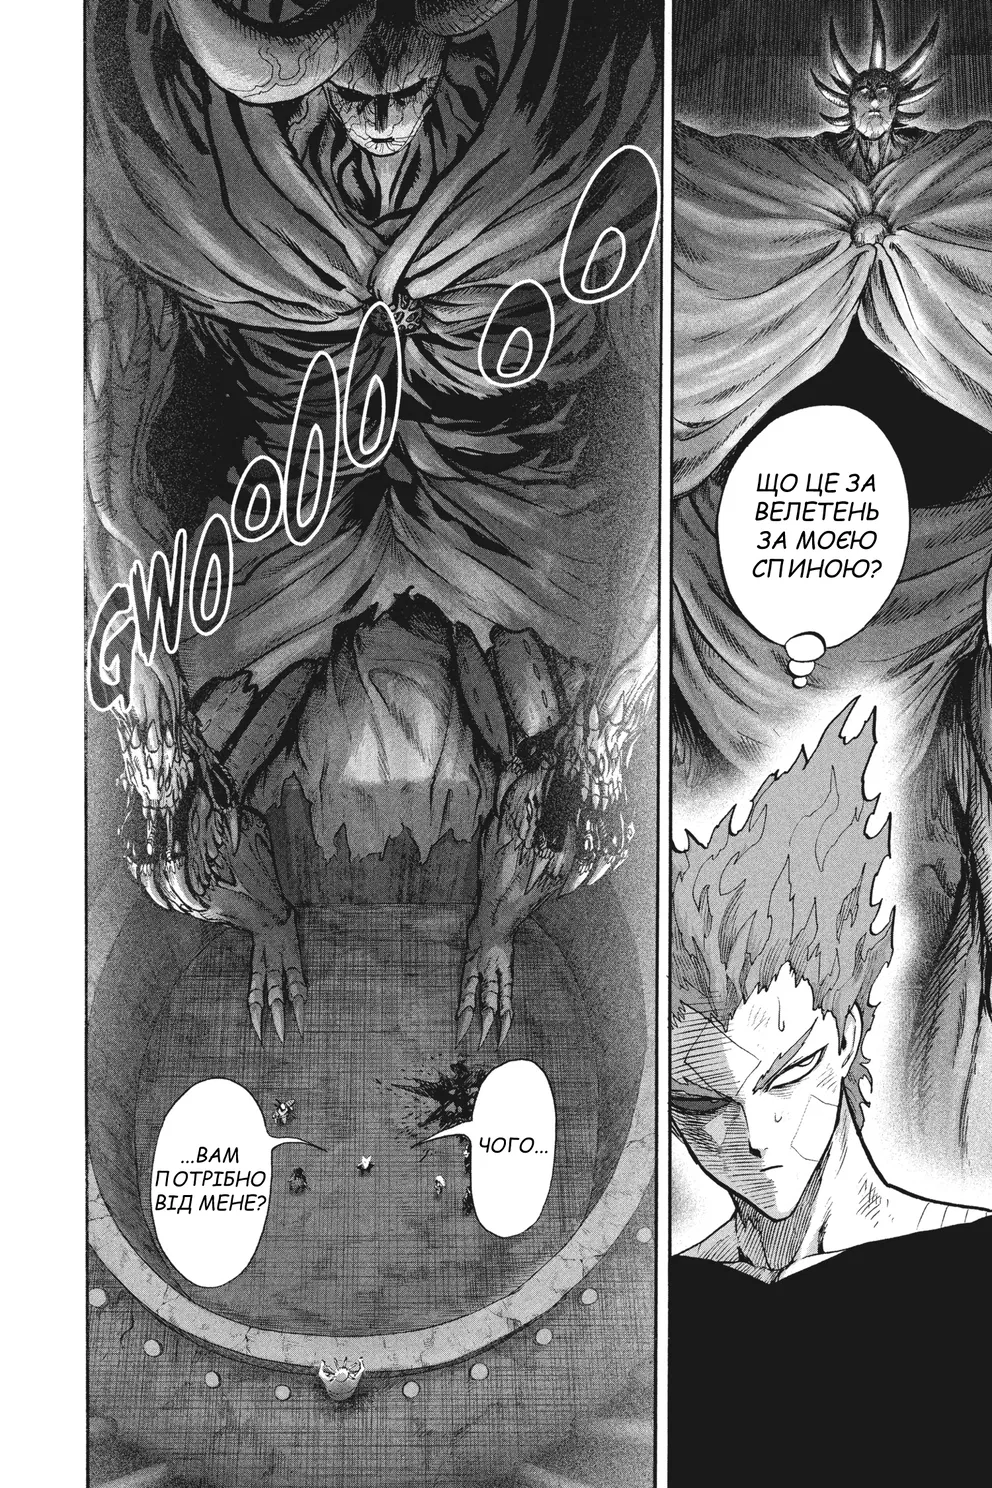 ЩО ЦЕ ЗА
ВЕЛЕТЕНЬ
ЗА МОЄЮ
СПИНОЮ?
GWOOOOOOO
ЧОГО...
...ВАМ
ПОТРІБНО
ВІД МЕНЕ?